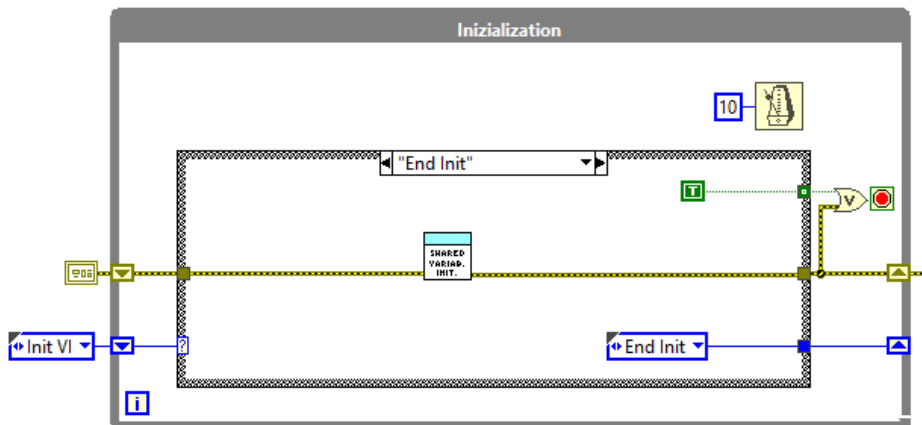 Inizialization
10
"End Init"
T
V
SHARED
VARIAB.
INIT.
Init VI
?
End Init
i